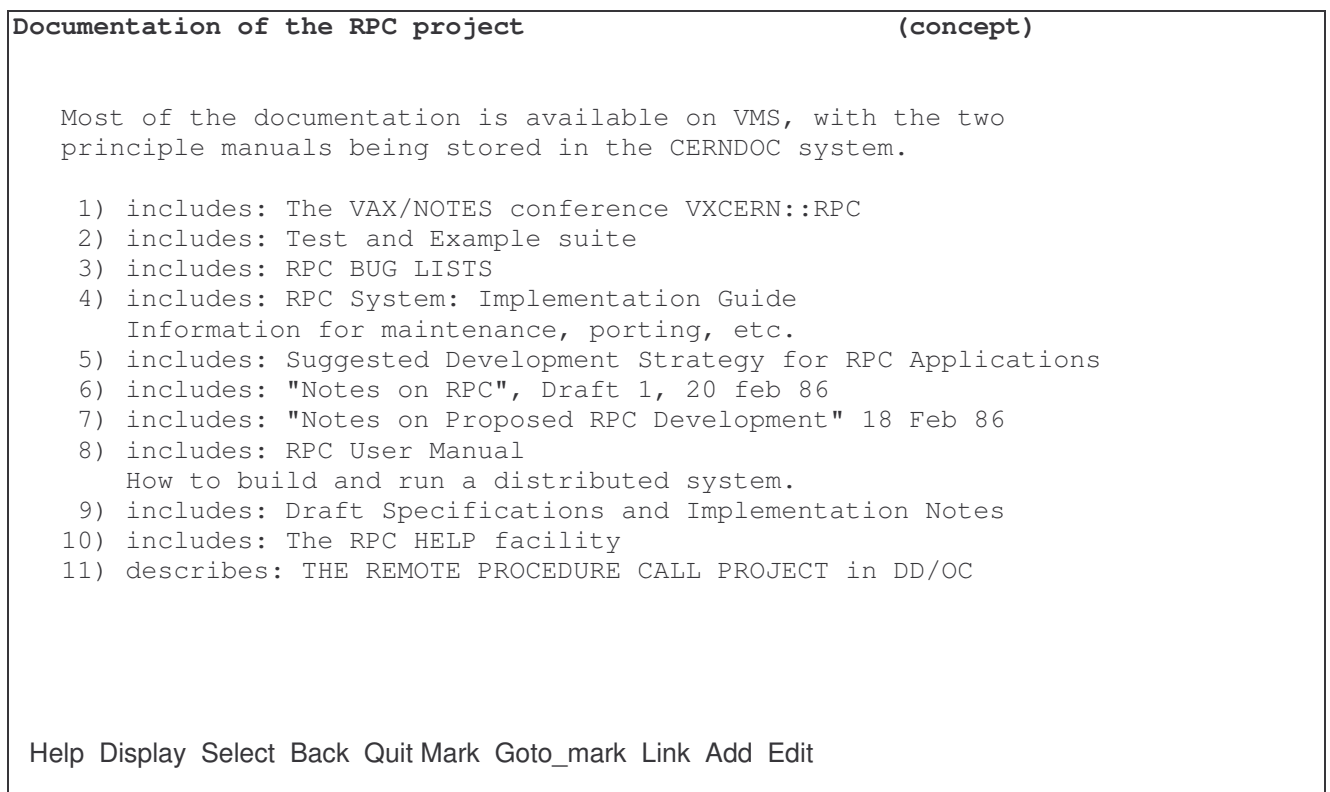 Documentation of the RPC project (concept)
Most of the documentation is available on VMS, with the two
principle manuals being stored in the CERNDOC system.
1) includes: The VAX/NOTES conference VXCERN::RPC
2) includes: Test and Example suite
3) includes: RPC BUG LISTS
4) includes: RPC System: Implementation Guide
Information for maintenance, porting, etc.
5) includes: Suggested Development Strategy for RPC Applications
6) includes: "Notes on RPC", Draft 1, 20 feb 86
7) includes: "Notes on Proposed RPC Development" 18 Feb 86
8) includes: RPC User Manual
How to build and run a distributed system.
9) includes: Draft Specifications and Implementation Notes
10) includes: The RPC HELP facility
11) describes: THE REMOTE PROCEDURE CALL PROJECT in DD/OC
Help Display Select Back Quit Mark Goto_mark Link Add Edit